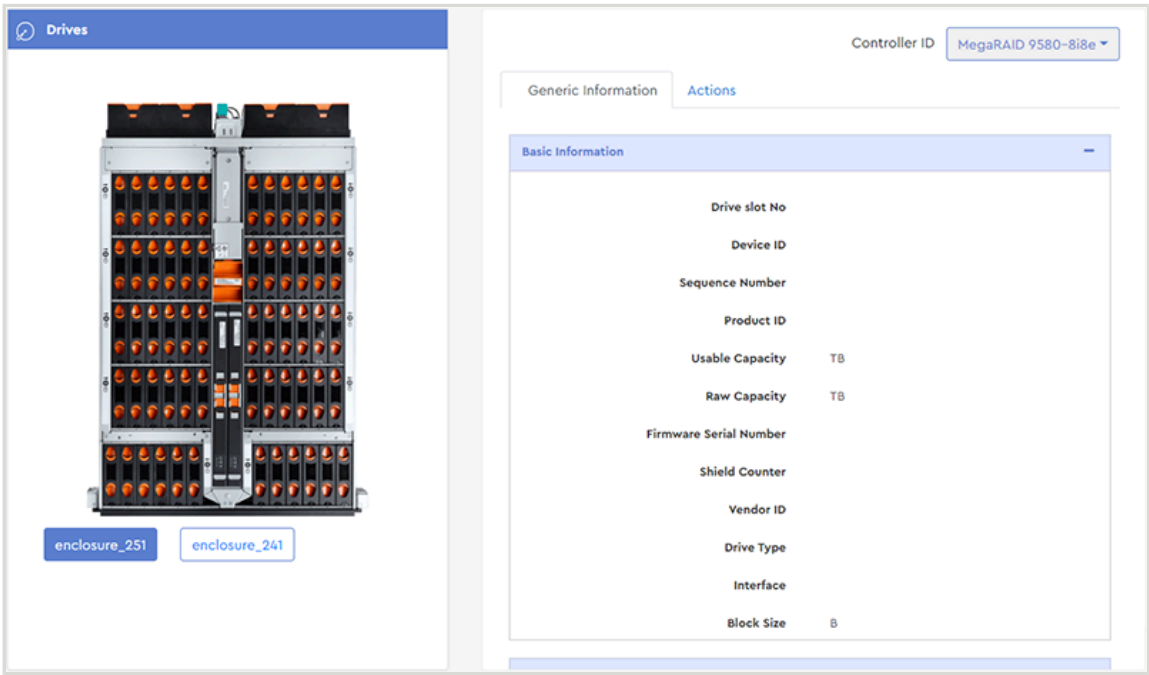 Drives
enclosure_251
enclosure_241
Controller ID
MegaRAID 9580-8i8e
Generic Information
Actions
Basic Information
Drive slot No
Device ID
Sequence Number
Product ID
Usable Capacity TB
Raw Capacity TB
Firmware Serial Number
Shield Counter
Vendor ID
Drive Type
Interface
Block Size B